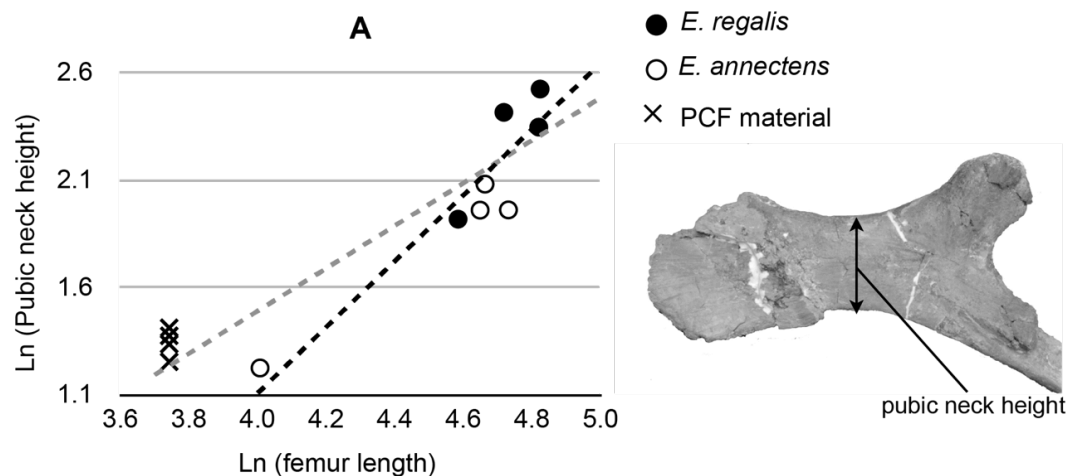 A
E. regalis
E. annectens
PCF material
2.6
2.1
1.6
1.1
Ln (Pubic neck height)
3.6 3.8 4.0 4.2 4.4 4.6 4.8 5.0
Ln (femur length)
pubic neck height